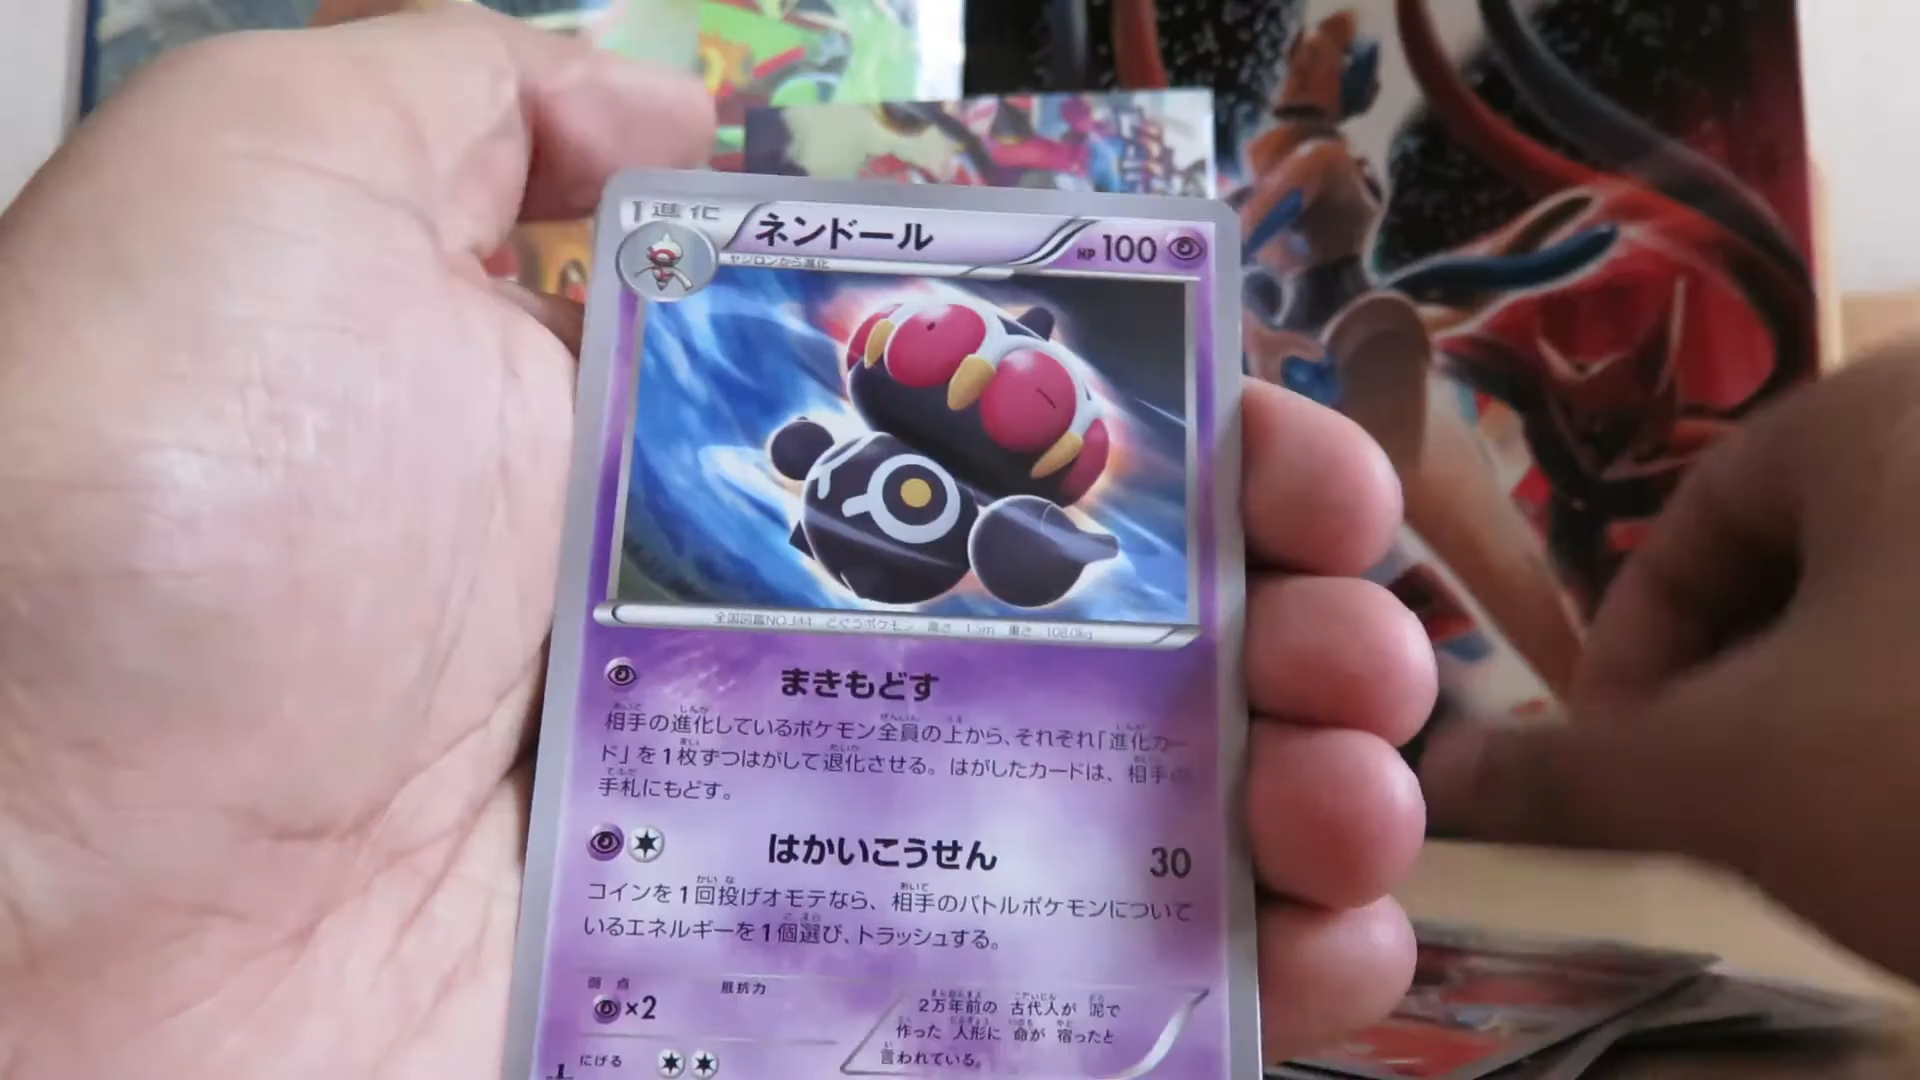 1進化
ネンドール
HP 100
ヤジロンから進化
全国図鑑NO.344 どぐうポケモン 高さ 1.5m 重さ 108.0kg
まきもどす
相手の進化しているポケモン全員の上から、それぞれ「進化カー
ド」を1枚ずつはがして退化させる。はがしたカードは、相手の
手札にもどす。
はかいこうせん 30
コインを1回投げオモテなら、相手のバトルポケモンについて
いるエネルギーを1個選び、トラッシュする。
弱点 抵抗力
×2
2万年前の 古代人が 泥で
作った 人形に 命が 宿ったと
言われている。
にげる